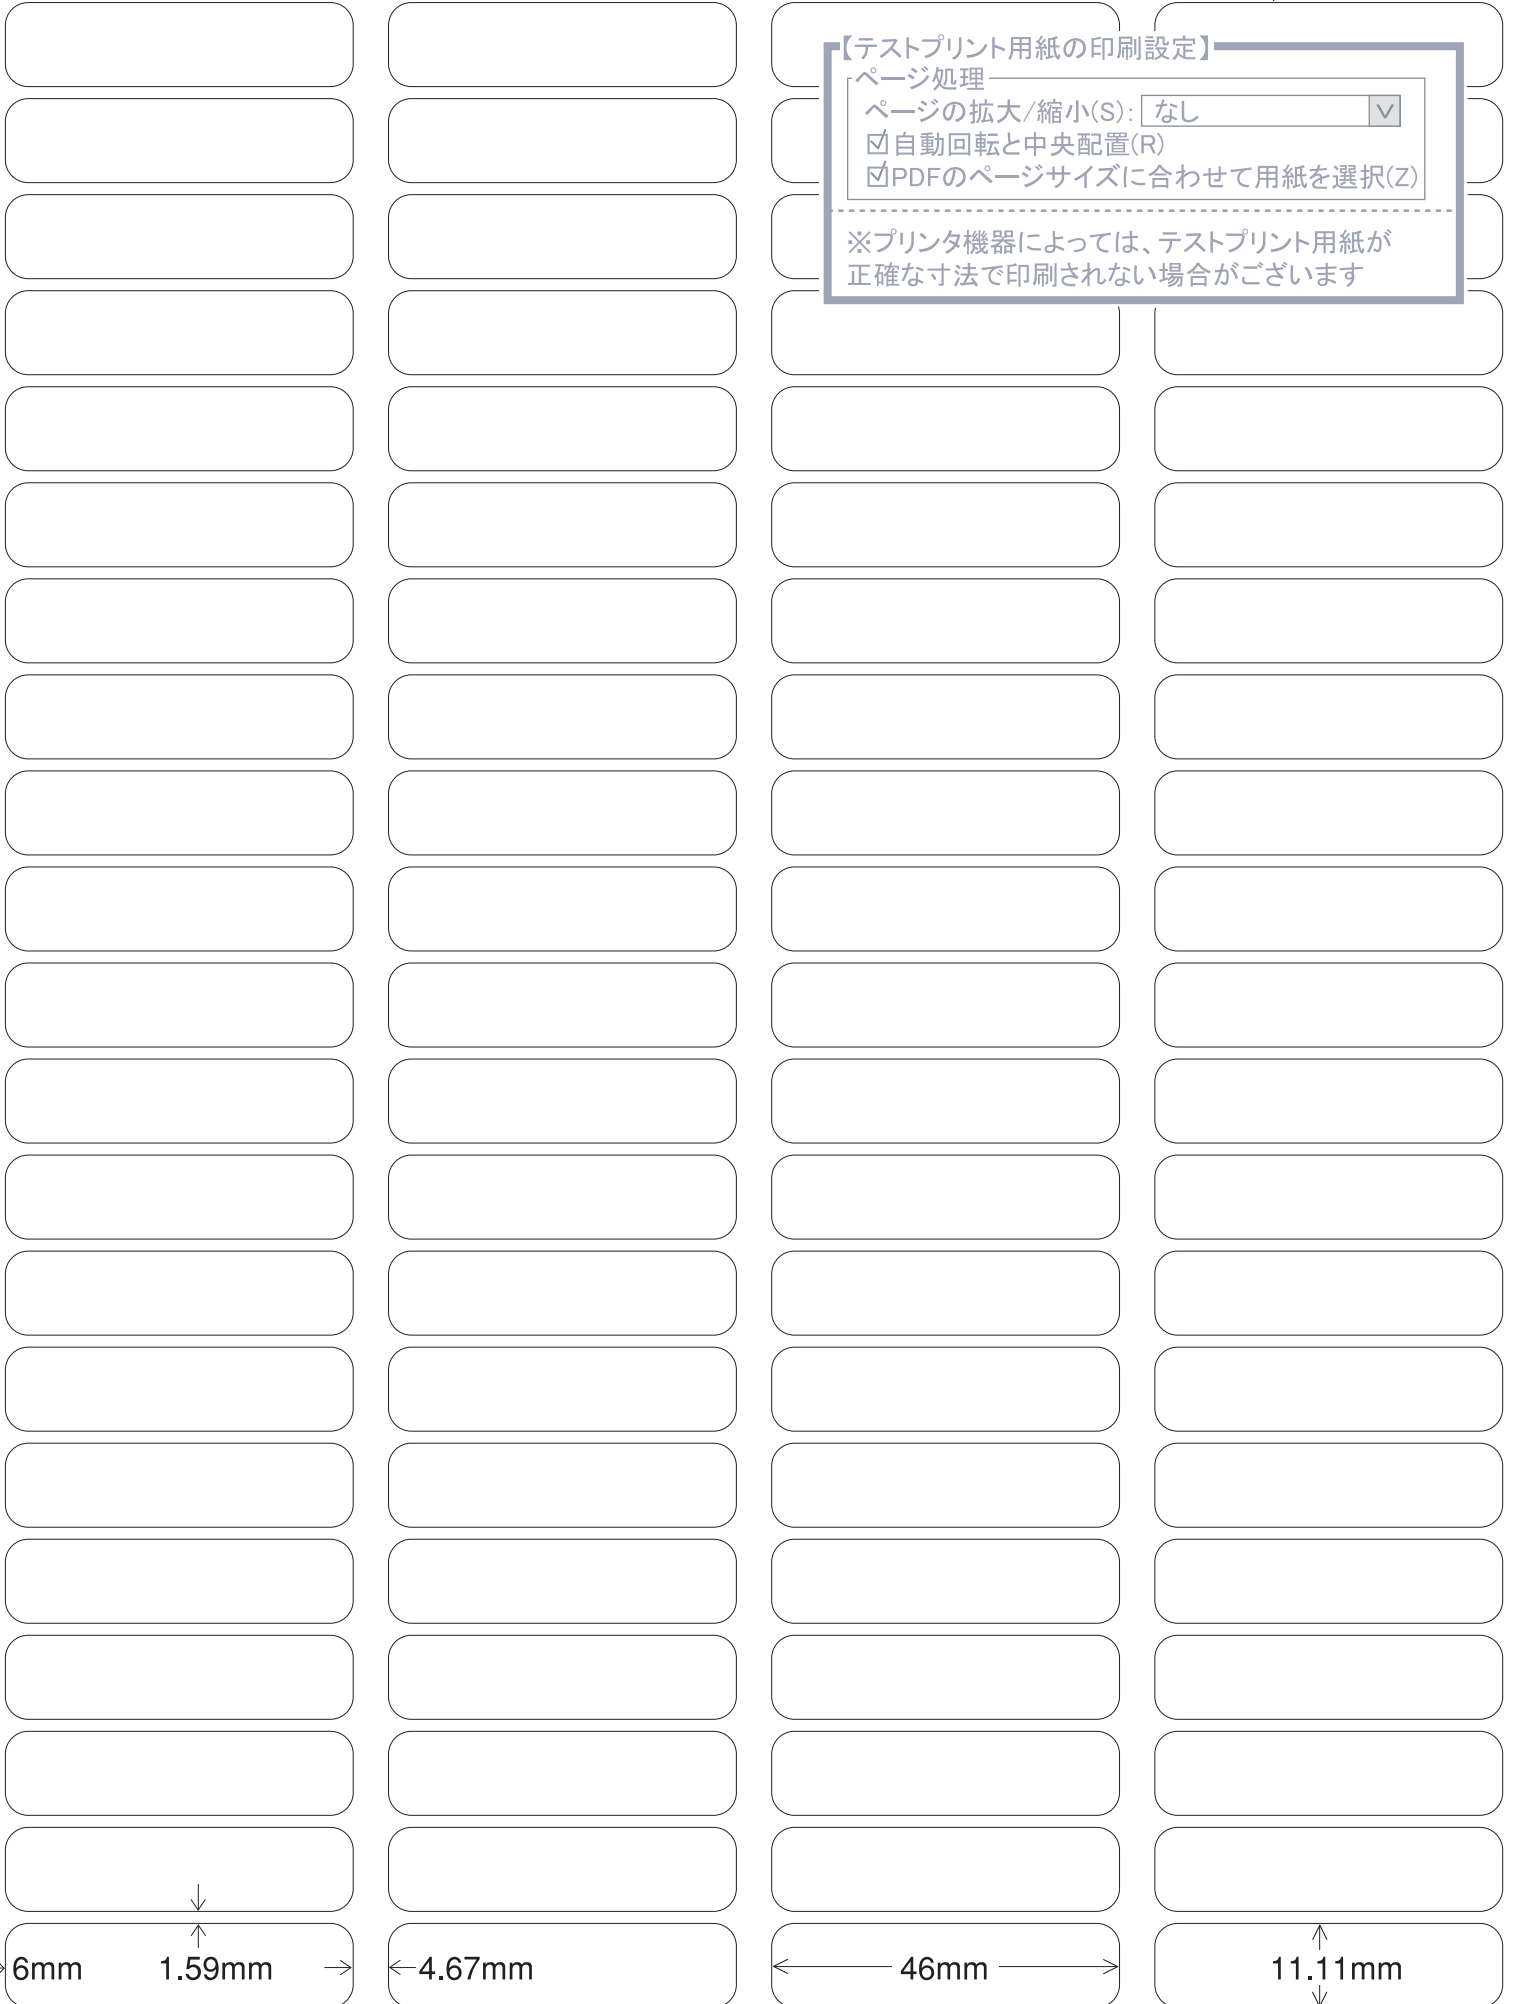 【テストプリント用紙の印刷設定】
ページ処理
ページの拡大/縮小(S): なし
自動回転と中央配置(R)
PDFのページサイズに合わせて用紙を選択(Z)
※プリンタ機器によっては、テストプリント用紙が
正確な寸法で印刷されない場合がございます
6mm 1.59mm 4.67mm 46mm 11.11mm